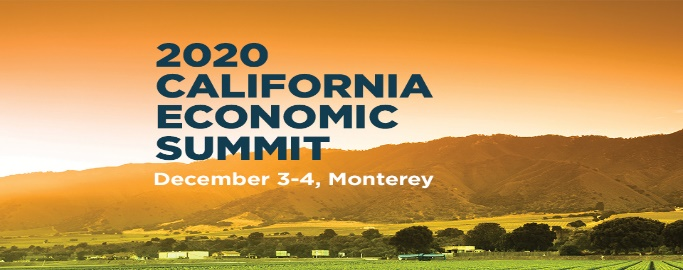 2020
CALIFORNIA
ECONOMIC
SUMMIT
December 3-4, Monterey